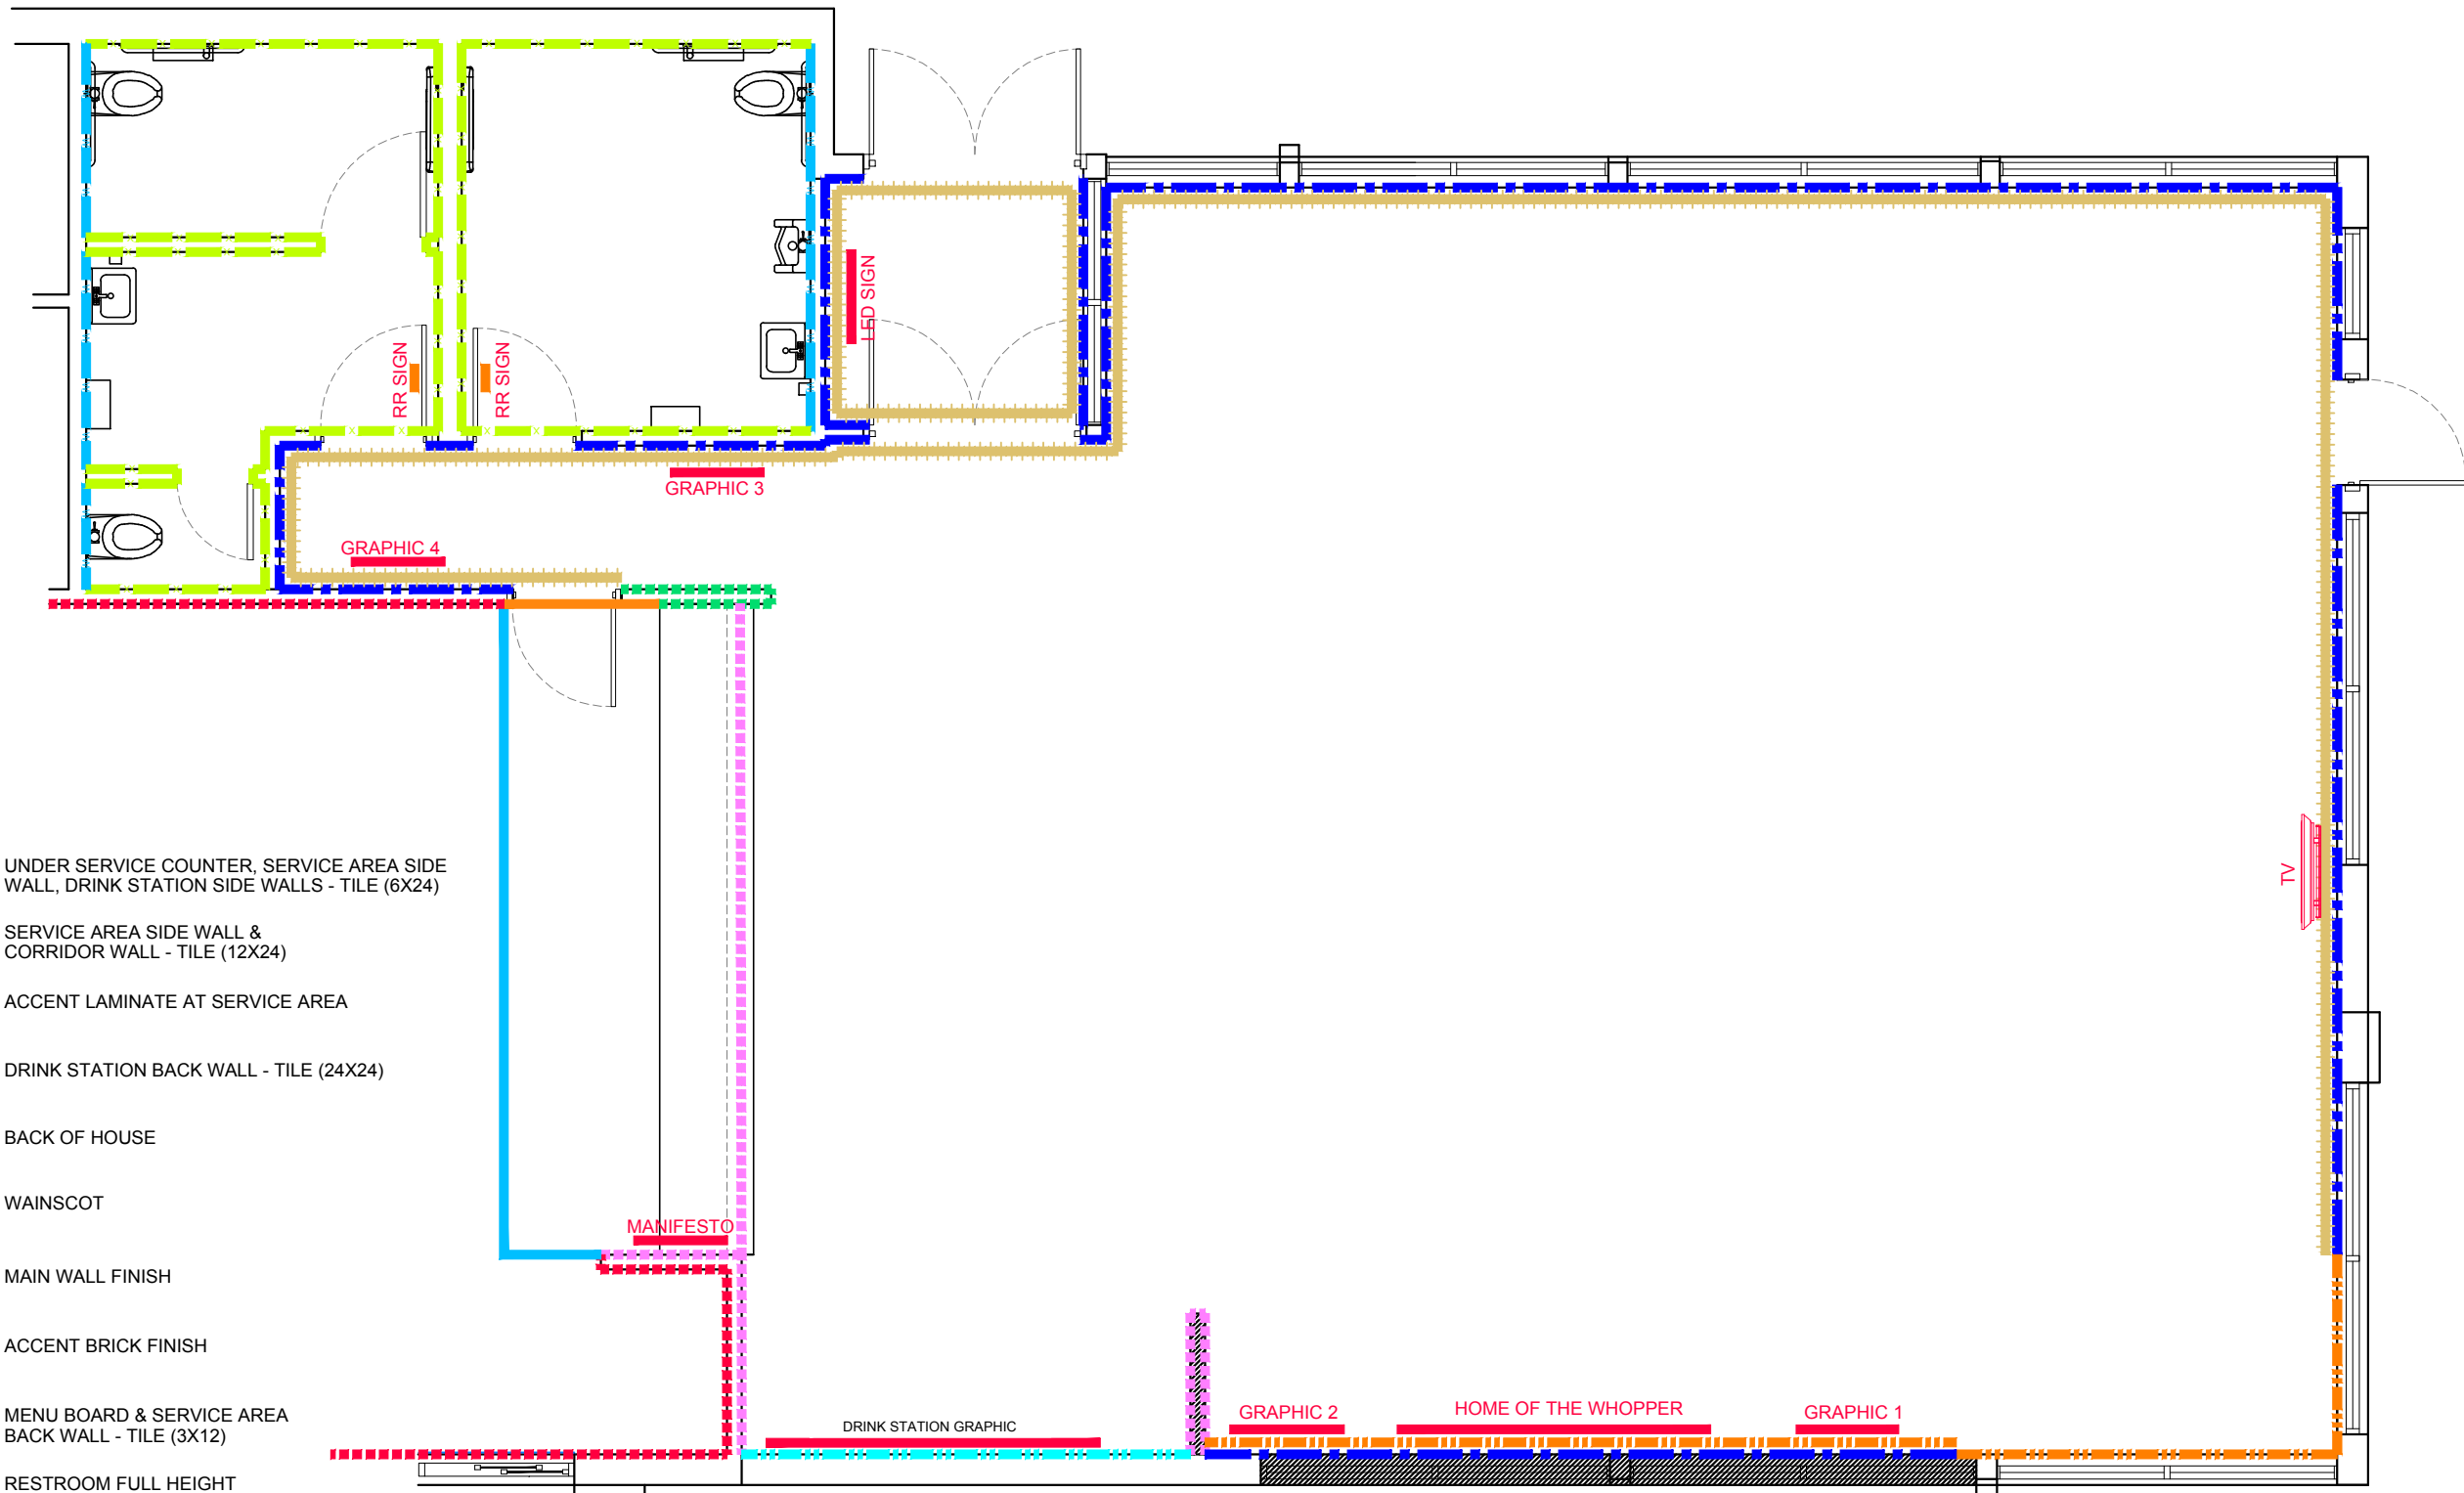 LED SIGN
RR SIGN
RR SIGN
GRAPHIC 3
GRAPHIC 4
TV
UNDER SERVICE COUNTER, SERVICE AREA SIDE
WALL, DRINK STATION SIDE WALLS - TILE (6X24)
SERVICE AREA SIDE WALL &
CORRIDOR WALL - TILE (12X24)
ACCENT LAMINATE AT SERVICE AREA
DRINK STATION BACK WALL - TILE (24X24)
BACK OF HOUSE
WAINSCOT
MANIFESTO
MAIN WALL FINISH
ACCENT BRICK FINISH
MENU BOARD & SERVICE AREA
BACK WALL - TILE (3X12)
DRINK STATION GRAPHIC
GRAPHIC 2
HOME OF THE WHOPPER
GRAPHIC 1
RESTROOM FULL HEIGHT